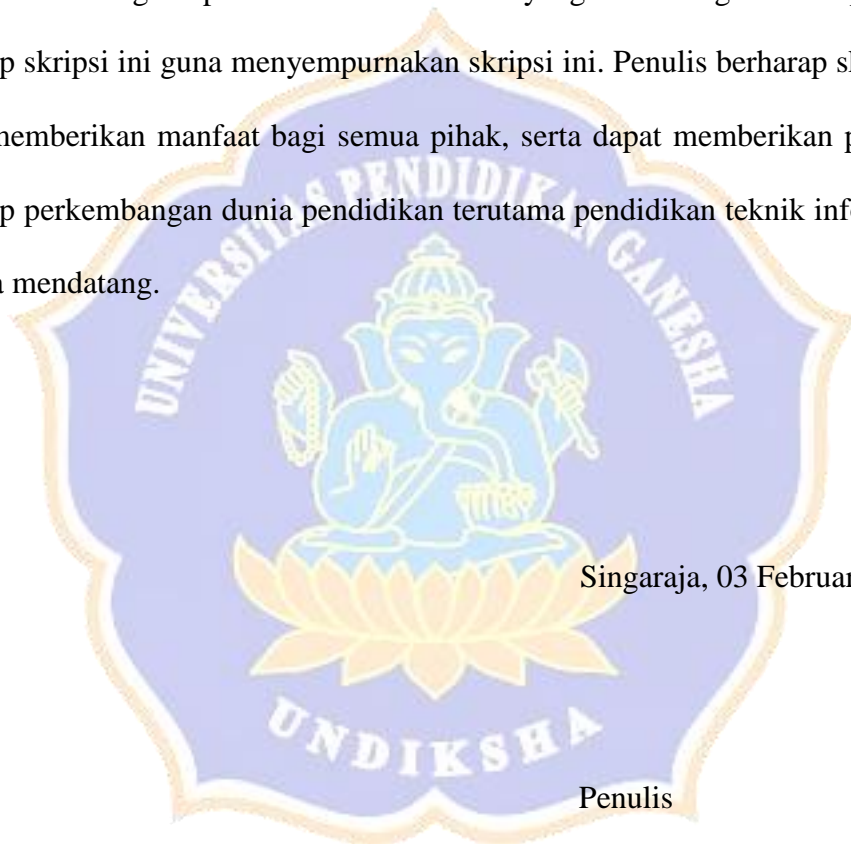 p skripsi ini guna menyempurnakan skripsi ini. Penulis berharap s
memberikan manfaat bagi semua pihak, serta dapat memberikan p
p perkembangan dunia pendidikan terutama pendidikan teknik inf
a mendatang.
UNIVERSITAS PENDIDIKAN GANESHA
Singaraja, 03 Februar
UNDIKSHA
Penulis